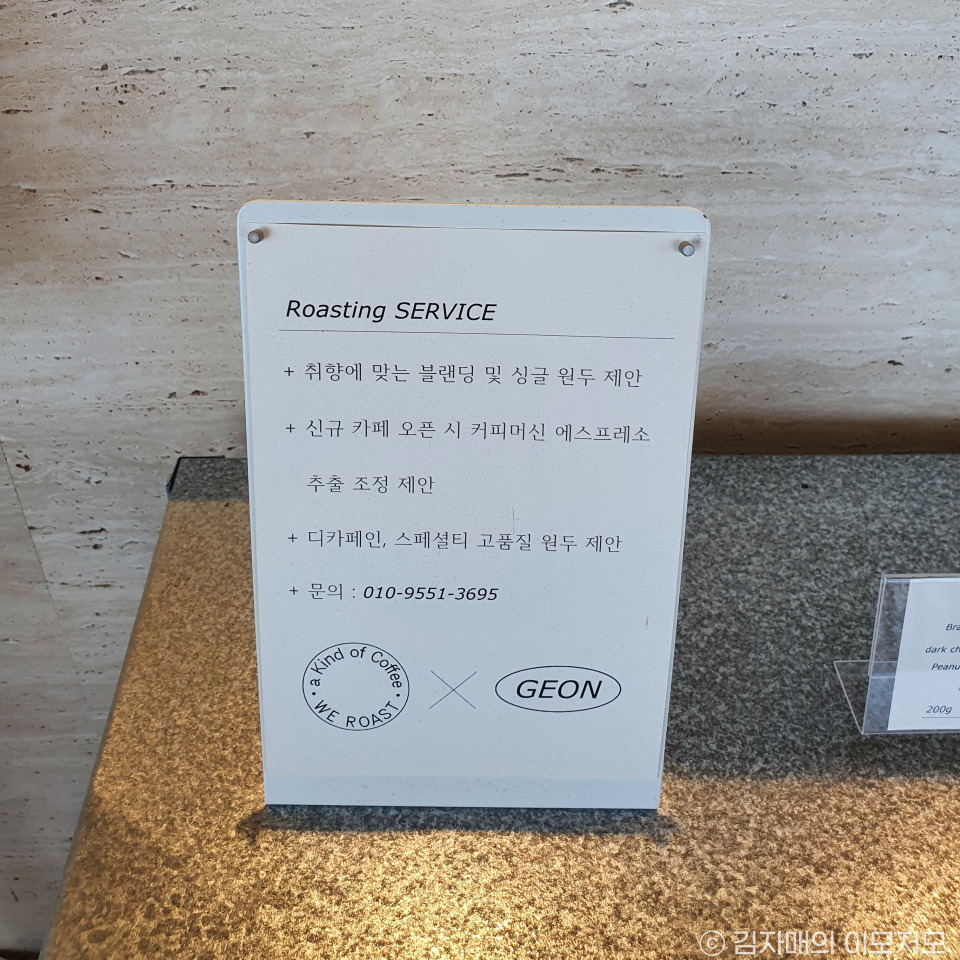 Roasting SERVICE
+ 취향에 맞는 블랜딩 및 싱글 원두 제안
+ 신규 카페 오픈 시 커피머신 에스프레소
추출 조정 제안
+ 디카페인, 스페셜티 고품질 원두 제안
+ 문의 : 010-9551-3695
a Kind of Coffee
· WE ROAST ·
GEON
dark
200g
© 김자매의 이모저모